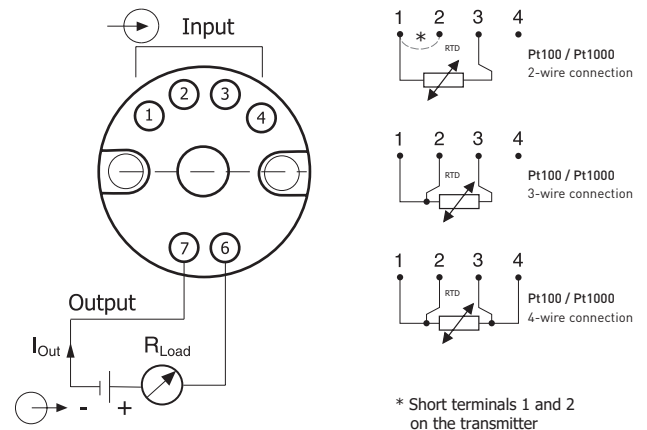 Input
1 2 3 4
7 6
Output
I Out
R Load
- +
1 2 3 4
*
RTD
Pt100 / Pt1000
2-wire connection
1 2 3 4
RTD
Pt100 / Pt1000
3-wire connection
1 2 3 4
RTD
Pt100 / Pt1000
4-wire connection
* Short terminals 1 and 2
on the transmitter